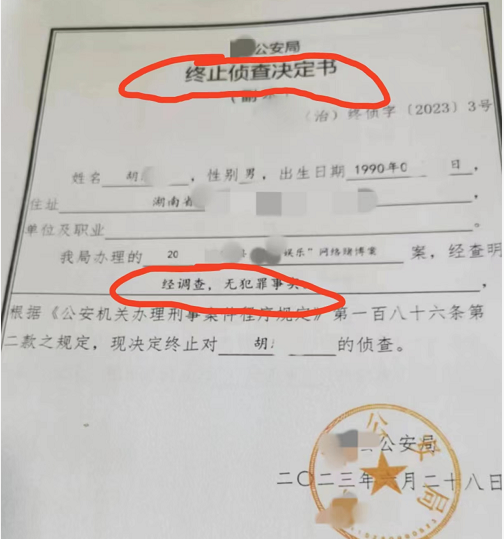 公安局
终止侦查决定书
（副
（治）终侦字〔2023〕3号
姓名 胡 ，性别男，出生日期 1990年0 日，
住址 湖南省 。
单位及职业 。
我局办理的 20 娱乐”网络赌博案 案，经查明
经调查，无犯罪事 ，
根据《公安机关办理刑事案件程序规定》第一百八十六条第
二款之规定，现决定终止对 胡 的侦查。
县公安局
二〇二三年 月二十八日
公安局